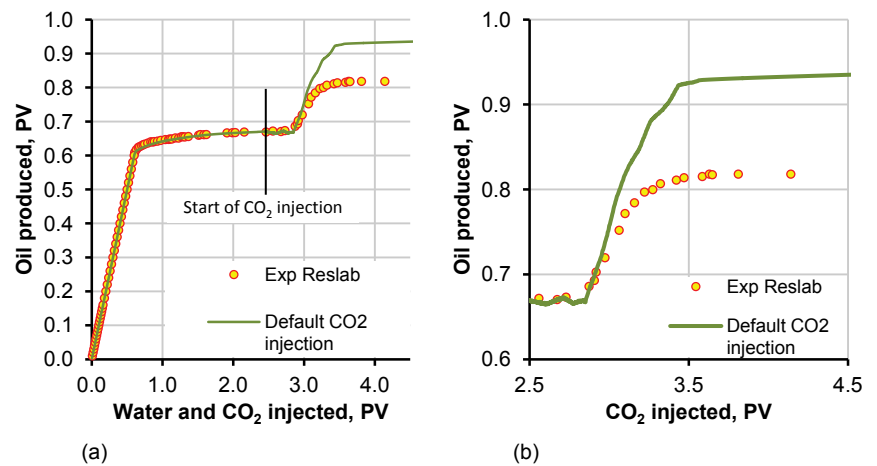 1.0
0.9
0.8
0.7
0.6
0.5
0.4
0.3
0.2
0.1
0.0
Oil produced, PV
Start of CO₂ injection
Exp Reslab
Default CO2
injection
0.0 1.0 2.0 3.0 4.0
Water and CO₂ injected, PV
(a)
1.0
0.9
0.8
0.7
0.6
Oil produced, PV
Exp Reslab
Default CO2
injection
2.5 3.5 4.5
CO₂ injected, PV
(b)